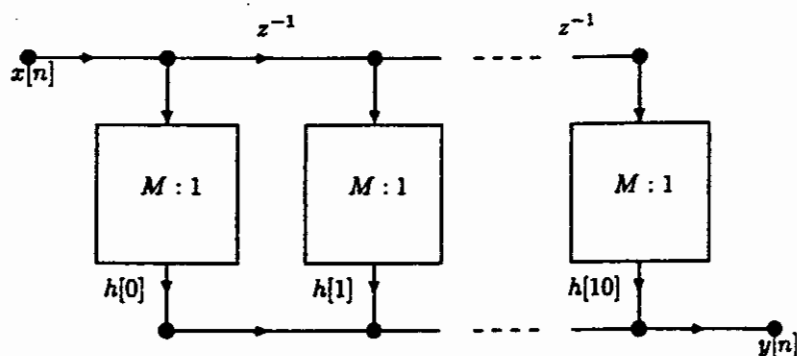 z⁻¹ z⁻¹
x[n]
M : 1 M : 1 M : 1
h[0] h[1] h[10]
y[n]